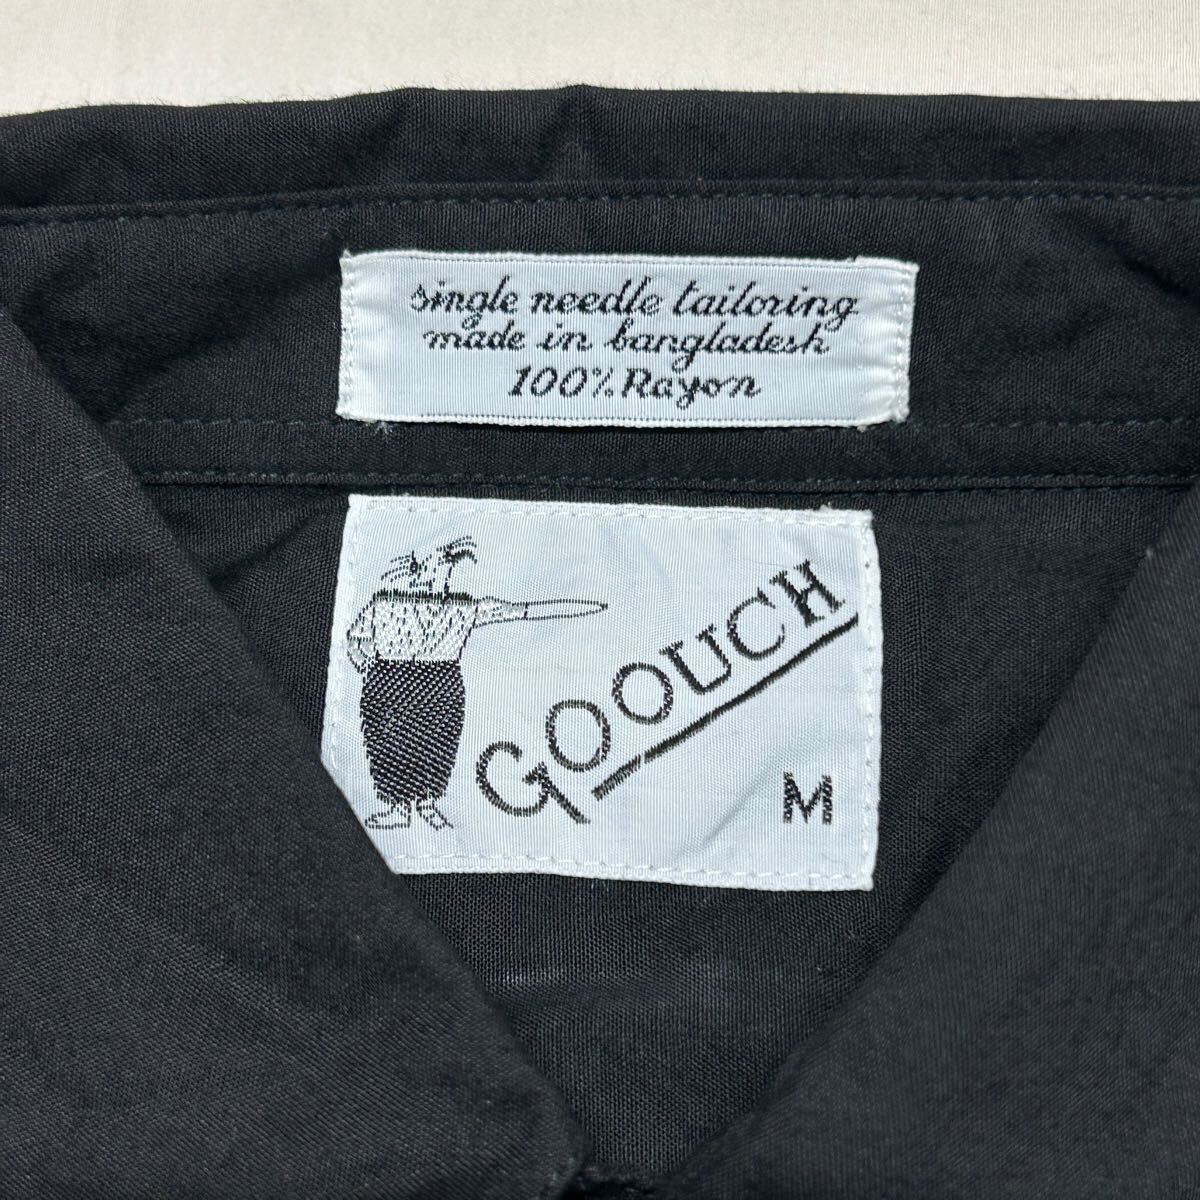 single needle tailoring
made in bangladesh
100% Rayon
GOOUCH
M